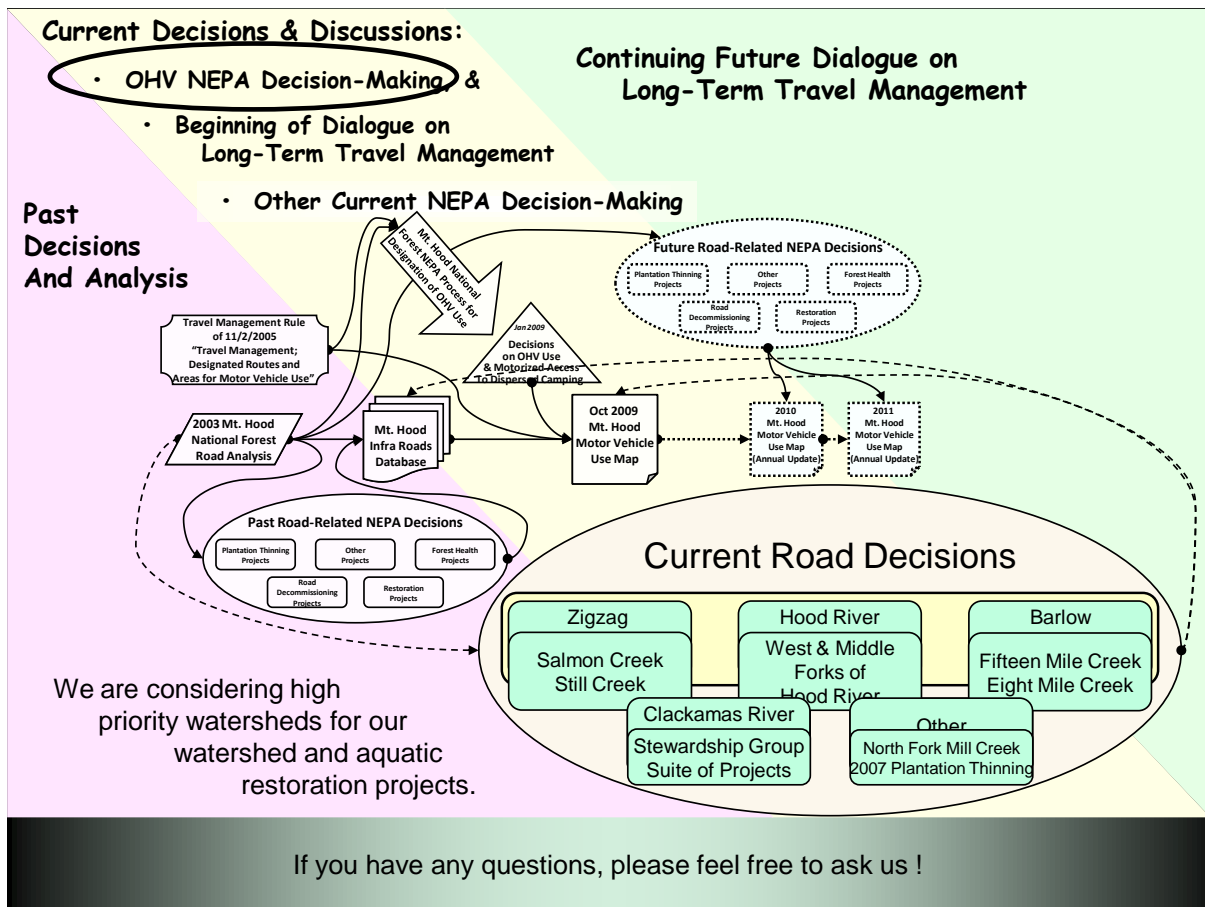 Current Decisions & Discussions:
• OHV NEPA Decision-Making, &
• Beginning of Dialogue on
Long-Term Travel Management
• Other Current NEPA Decision-Making
Continuing Future Dialogue on
Long-Term Travel Management
Past
Decisions
And Analysis
Mt. Hood National
Forest NEPA Process for
Designation of OHV Use
Future Road-Related NEPA Decisions
Plantation Thinning
Projects
Other
Projects
Forest Health
Projects
Road
Decommissioning
Projects
Restoration
Projects
Travel Management Rule
of 11/2/2005
“Travel Management;
Designated Routes and
Areas for Motor Vehicle Use”
Jan 2009
Decisions
on OHV Use
& Motorized Access
To Dispersed Camping
2003 Mt. Hood
National Forest
Road Analysis
Mt. Hood
Infra Roads
Database
Oct 2009
Mt. Hood
Motor Vehicle
Use Map
2010
Mt. Hood
Motor Vehicle
Use Map
(Annual Update)
2011
Mt. Hood
Motor Vehicle
Use Map
(Annual Update)
Past Road-Related NEPA Decisions
Plantation Thinning
Projects
Other
Projects
Forest Health
Projects
Road
Decommissioning
Projects
Restoration
Projects
Current Road Decisions
Zigzag
Salmon Creek
Still Creek
Hood River
West & Middle
Forks of
Hood River
Barlow
Fifteen Mile Creek
Eight Mile Creek
Clackamas River
Stewardship Group
Suite of Projects
Other
North Fork Mill Creek
2007 Plantation Thinning
We are considering high
priority watersheds for our
watershed and aquatic
restoration projects.
If you have any questions, please feel free to ask us !